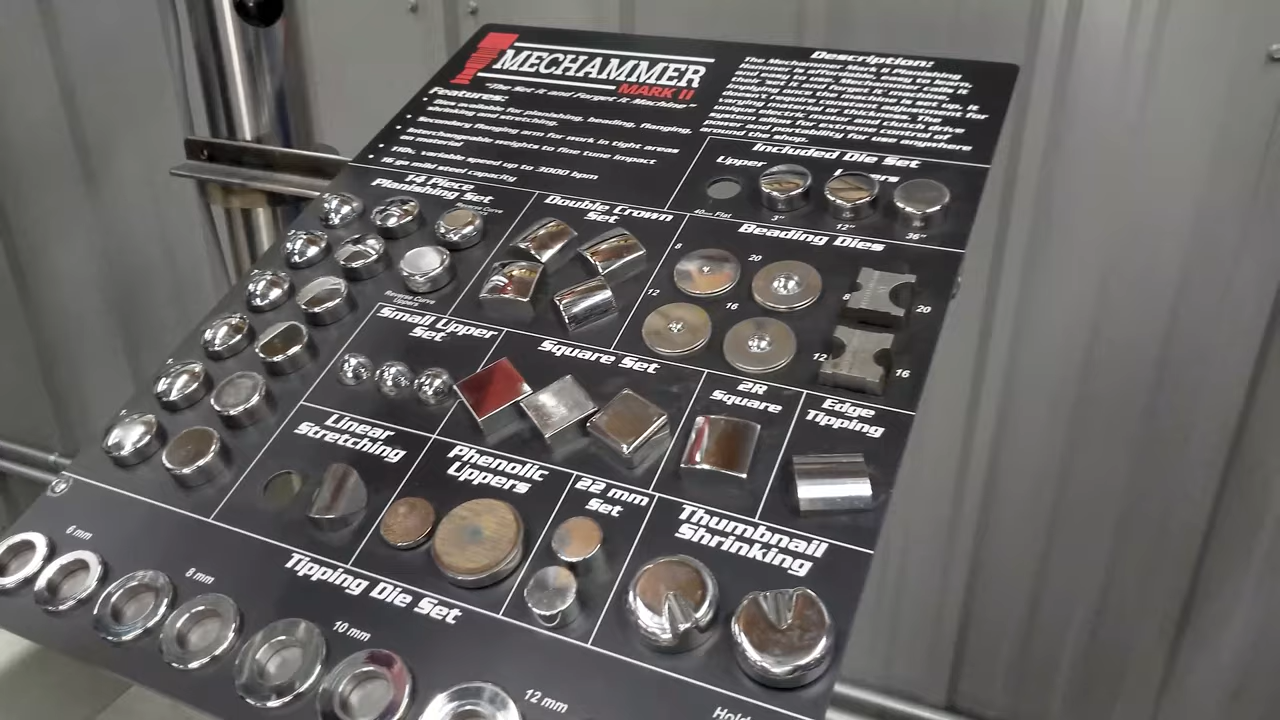 MECHAMMER
MARK II
"The Set it and Forget it Machine"
Features:
• Dies available for planishing, beading, flanging,
shrinking and stretching
• Secondary flanging arm for work in tight areas
• Interchangeable weights to fine tune impact
on material
• 110v. variable speed up to 3000 bpm
• 16 ga mild steel capacity
Description:
The Mechammer Mark II Planishing
hammer is affordable, easy to use,
and easy to set up. Mechammer calls it
their "set it and forget it" machine,
implying once the machine is set up, it
doesn't require constant adjustment for
varying material or thickness. The
unique electric motor and clutch drive
system allow for extreme control of
power and portability for use anywhere
around the shop.
Included Die Set
Upper
Lowers
40mm Flat
3"
12"
36"
14 Piece
Planishing Set
Reverse Curve
Reverse Curve
Uppers
Double Crown
Set
Beading Dies
8
20
12
16
8
20
12
16
Small Upper
Set
Square Set
2R
Square
Edge
Tipping
Linear
Stretching
Phenolic
Uppers
22 mm
Set
Thumbnail
Shrinking
Tipping Die Set
6 mm
8 mm
10 mm
12 mm